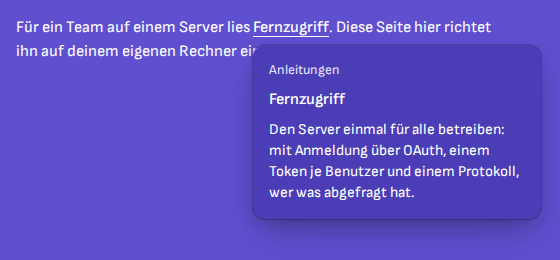 Für ein Team auf einem Server lies Fernzugriff. Diese Seite hier richtet
ihn auf deinem eigenen Rechner
Anleitungen
Fernzugriff
Den Server einmal für alle betreiben:
mit Anmeldung über OAuth, einem
Token je Benutzer und einem Protokoll,
wer was abgefragt hat.